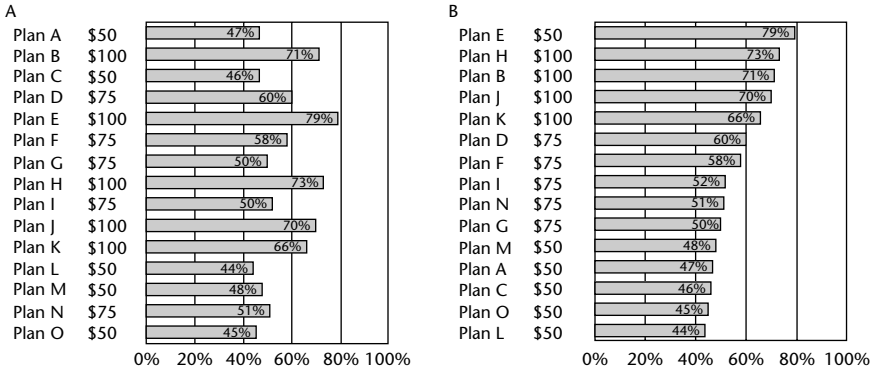 A
Plan A $50 47%
Plan B $100 71%
Plan C $50 46%
Plan D $75 60%
Plan E $100 79%
Plan F $75 58%
Plan G $75 50%
Plan H $100 73%
Plan I $75 50%
Plan J $100 70%
Plan K $100 66%
Plan L $50 44%
Plan M $50 48%
Plan N $75 51%
Plan O $50 45%
0% 20% 40% 60% 80% 100%
B
Plan E $50 79%
Plan H $100 73%
Plan B $100 71%
Plan J $100 70%
Plan K $100 66%
Plan D $75 60%
Plan F $75 58%
Plan I $75 52%
Plan N $75 51%
Plan G $75 50%
Plan M $50 48%
Plan A $50 47%
Plan C $50 46%
Plan O $50 45%
Plan L $50 44%
0% 20% 40% 60% 80% 100%